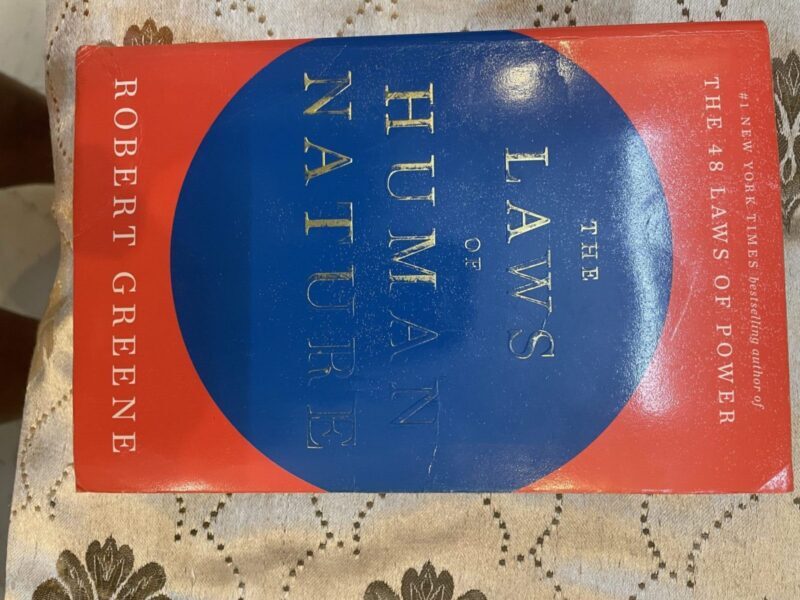 #1 NEW YORK TIMES bestselling author of
THE 48 LAWS OF POWER
THE
LAWS
OF
HUMAN
NATURE
ROBERT GREENE